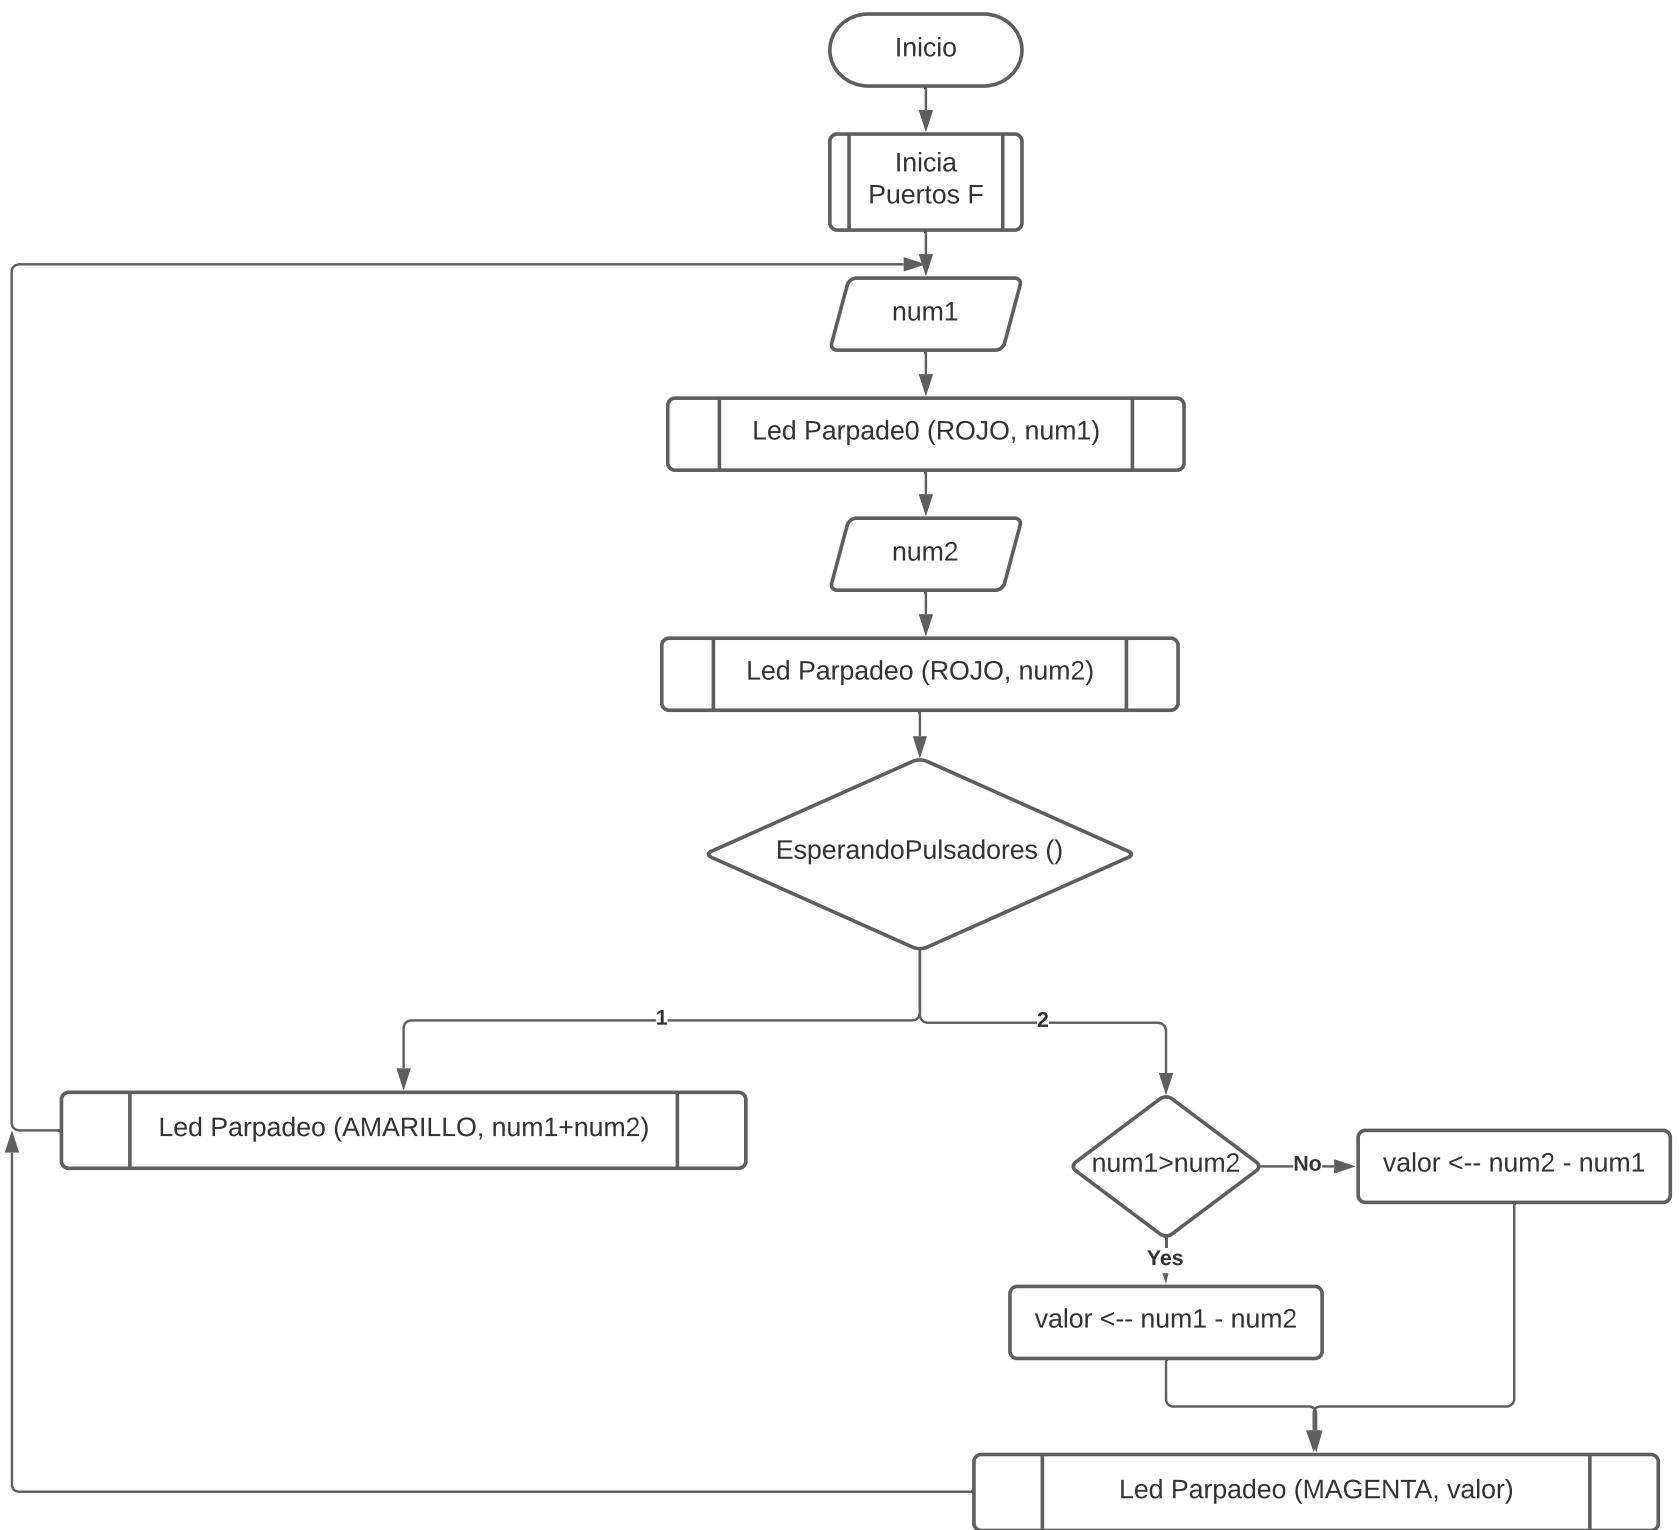 Inicio
Inicia
Puertos F
num1
Led Parpade0 (ROJO, num1)
num2
Led Parpadeo (ROJO, num2)
EsperandoPulsadores ()
1
2
Led Parpadeo (AMARILLO, num1+num2)
num1>num2
No
valor <-- num2 - num1
Yes
valor <-- num1 - num2
Led Parpadeo (MAGENTA, valor)